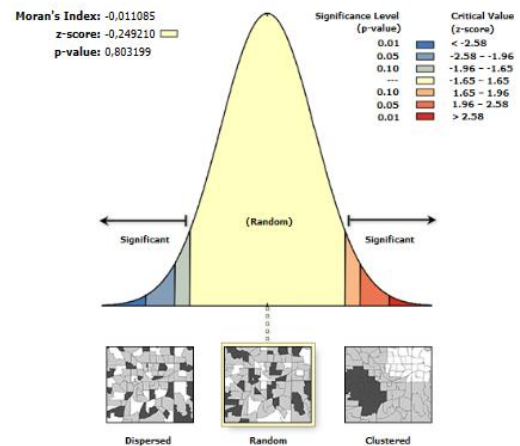 Moran's Index: -0,011085
z-score: -0,249210
p-value: 0,803199
Significance Level
(p-value)
Critical Value
(z-score)
0.01 < -2.58
0.05 -2.58 – -1.96
0.10 -1.96 – -1.65
--- -1.65 – 1.65
0.10 1.65 – 1.96
0.05 1.96 – 2.58
0.01 > 2.58
(Random)
Significant
Significant
Dispersed
Random
Clustered